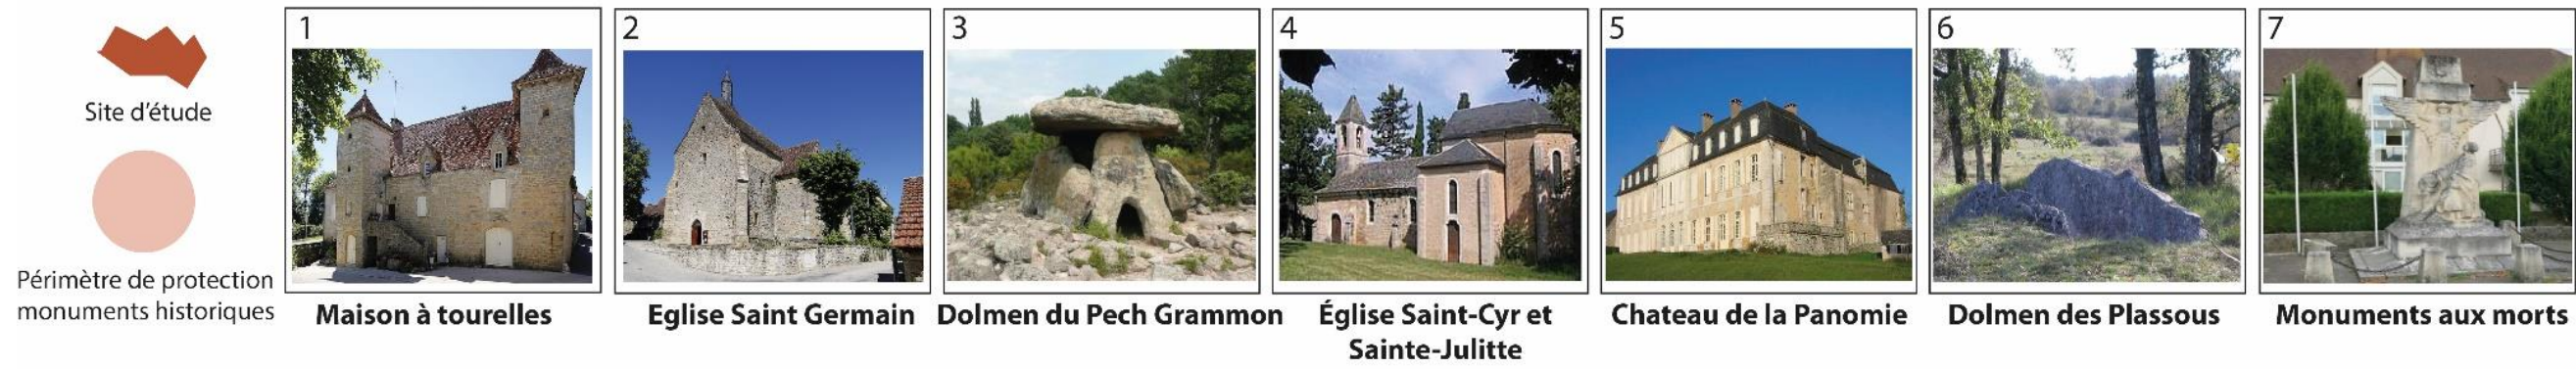 Site d'étude
Périmètre de protection
monuments historiques
1
Maison à tourelles
2
Eglise Saint Germain
3
Dolmen du Pech Grammon
4
Église Saint-Cyr et
Sainte-Julitte
5
Chateau de la Panomie
6
Dolmen des Plassous
7
Monuments aux morts